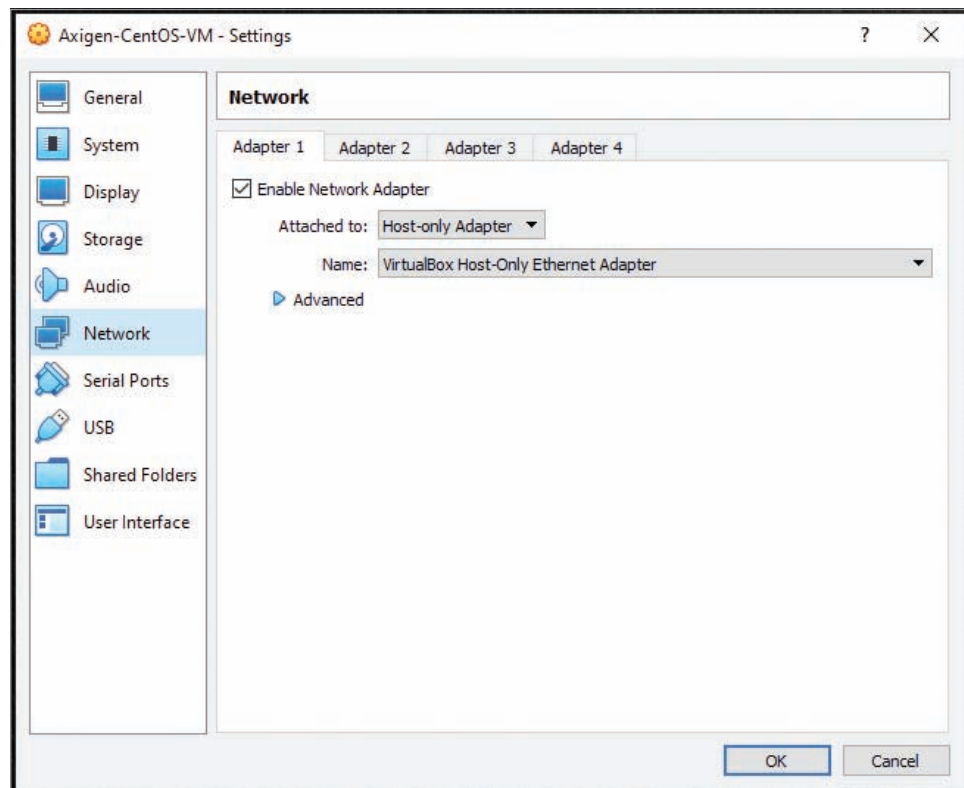 Axigen-CentOS-VM - Settings
?
General
System
Display
Storage
Audio
Network
Serial Ports
USB
Shared Folders
User Interface
Network
Adapter 1 Adapter 2 Adapter 3 Adapter 4
Enable Network Adapter
Attached to: Host-only Adapter
Name: VirtualBox Host-Only Ethernet Adapter
Advanced
OK Cancel